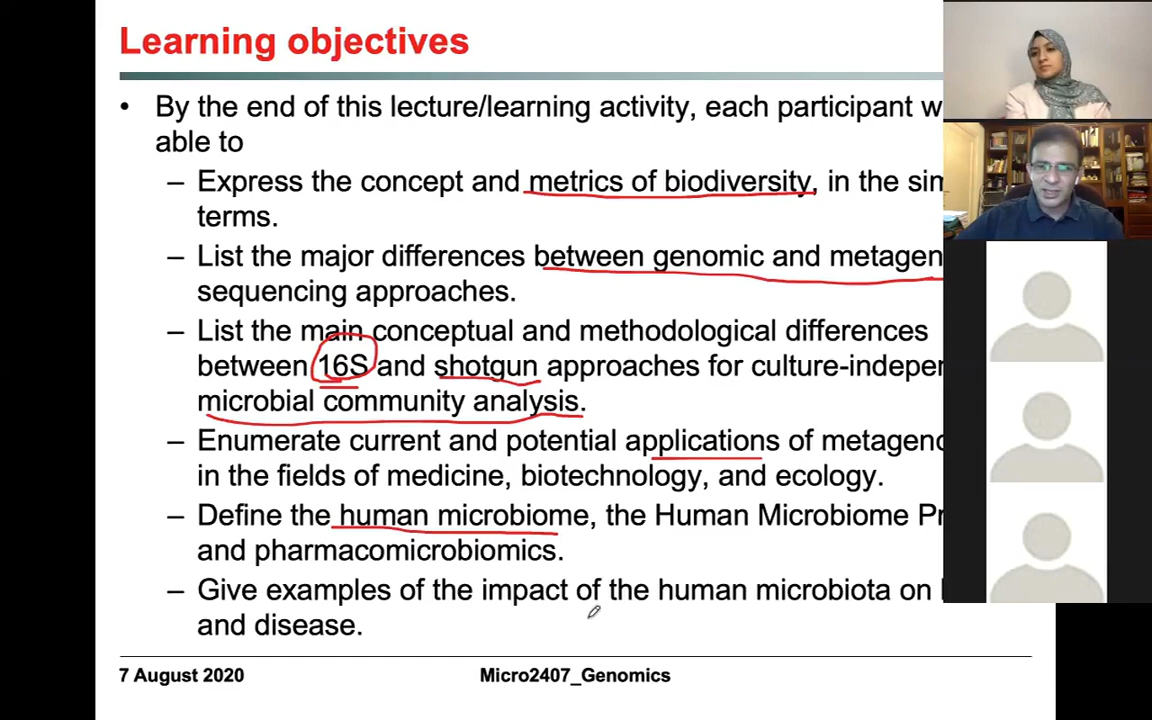 Learning objectives
• By the end of this lecture/learning activity, each participant w
able to
– Express the concept and metrics of biodiversity, in the sim
terms.
– List the major differences between genomic and metagen
sequencing approaches.
– List the main conceptual and methodological differences
between 16S and shotgun approaches for culture-indepen
microbial community analysis.
– Enumerate current and potential applications of metageno
in the fields of medicine, biotechnology, and ecology.
– Define the human microbiome, the Human Microbiome Pr
and pharmacomicrobiomics.
– Give examples of the impact of the human microbiota on
and disease.
7 August 2020
Micro2407_Genomics